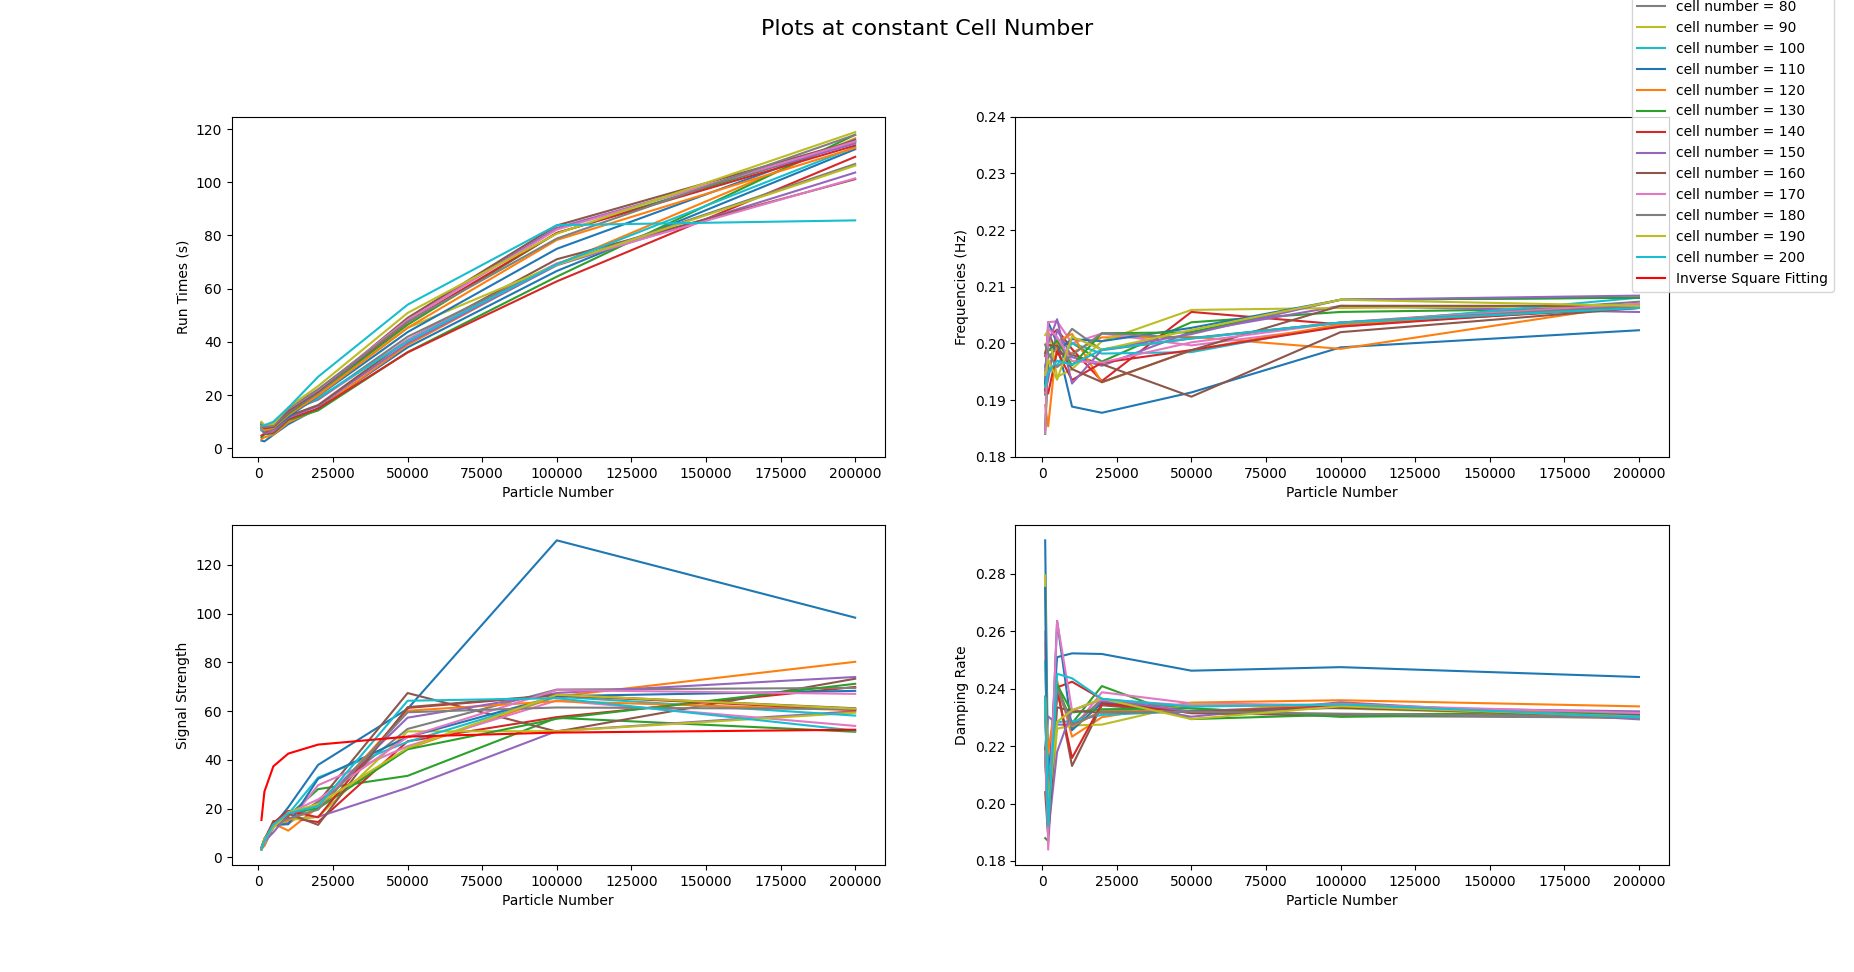 Plots at constant Cell Number
cell number = 80
cell number = 90
cell number = 100
cell number = 110
cell number = 120
cell number = 130
cell number = 140
cell number = 150
cell number = 160
cell number = 170
cell number = 180
cell number = 190
cell number = 200
Inverse Square Fitting
Run Times (s)
120
100
80
60
40
20
0
0 25000 50000 75000 100000 125000 150000 175000 200000
Particle Number
Frequencies (Hz)
0.24
0.23
0.22
0.21
0.20
0.19
0.18
0 25000 50000 75000 100000 125000 150000 175000 200000
Particle Number
Signal Strength
120
100
80
60
40
20
0
0 25000 50000 75000 100000 125000 150000 175000 200000
Particle Number
Damping Rate
0.28
0.26
0.24
0.22
0.20
0.18
0 25000 50000 75000 100000 125000 150000 175000 200000
Particle Number